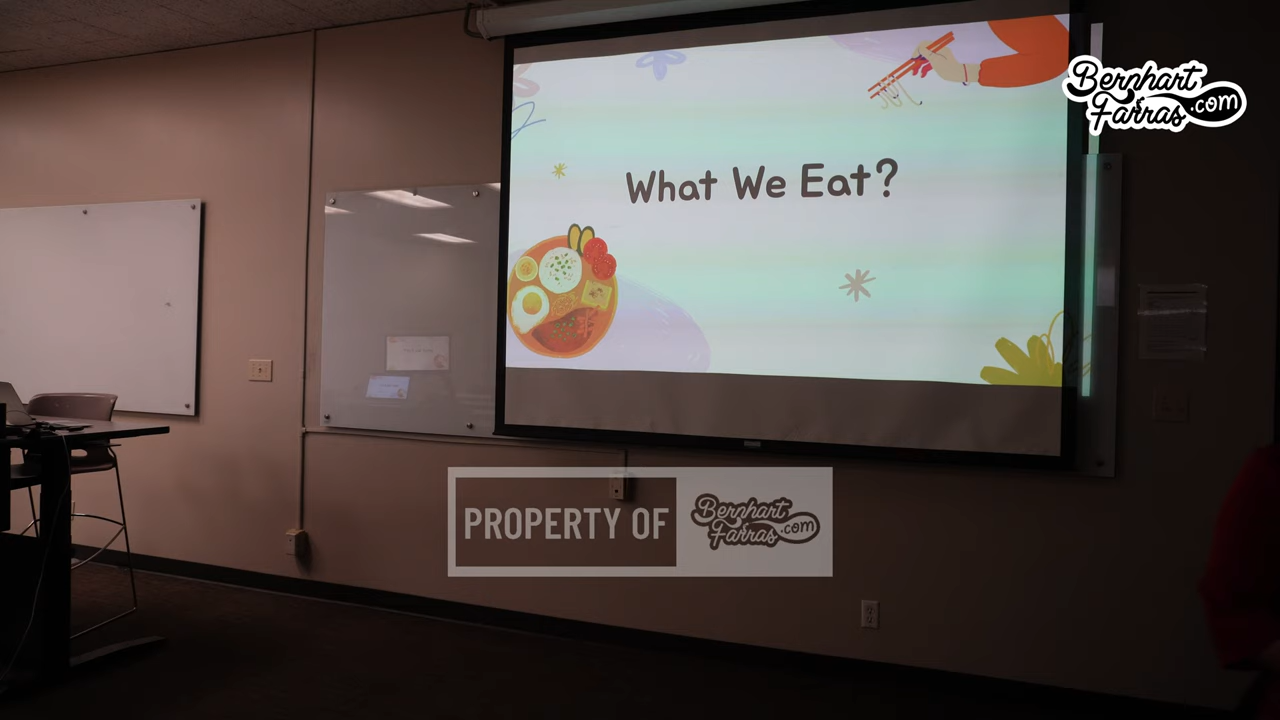 What We Eat?
Bernhart
& Farras .com
PROPERTY OF
Bernhart
& Farras .com